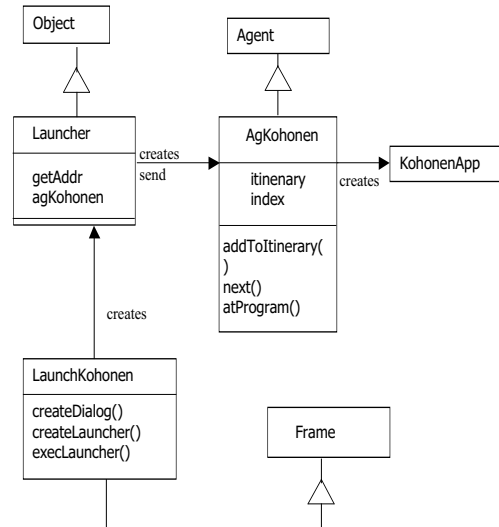 Object
Agent
Launcher
getAddr
agKohonen
creates
send
AgKohonen
itinenary
index
addToItinerary(
)
next()
atProgram()
creates
KohonenApp
creates
LaunchKohonen
createDialog()
createLauncher()
execLauncher()
Frame